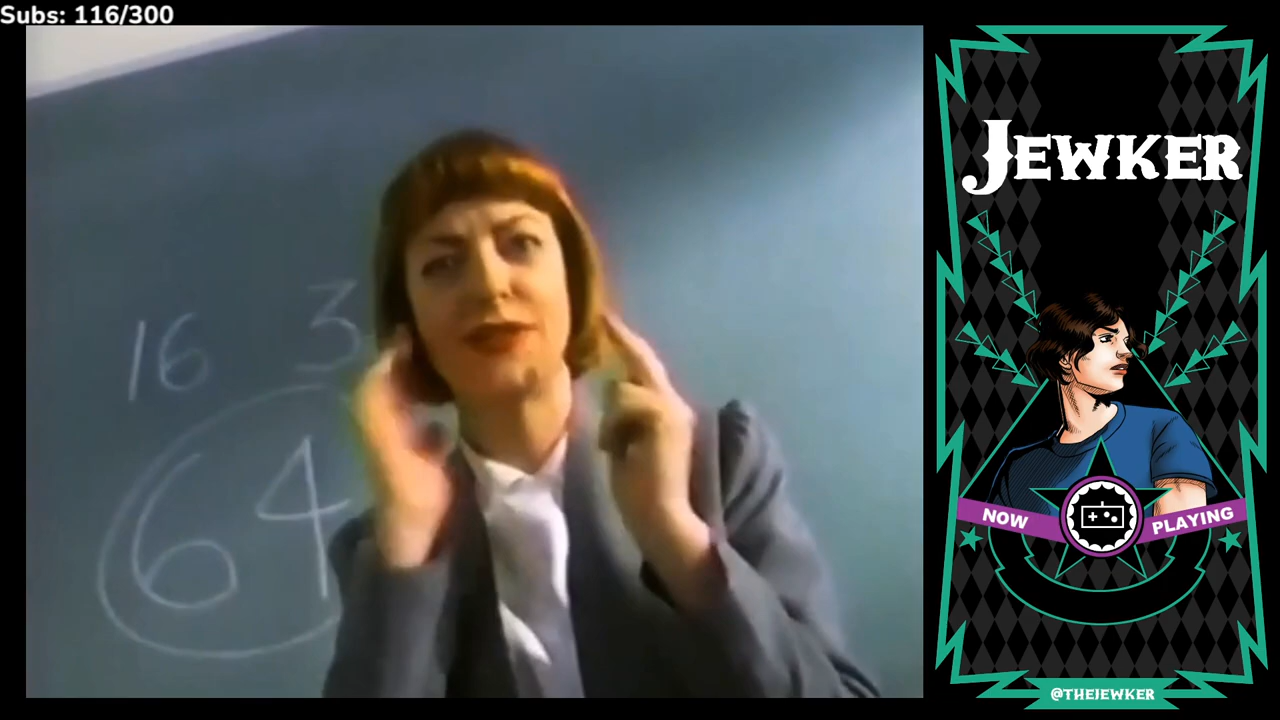 Subs: 116/300
JEWKER
16 3
64
NOW PLAYING
@THEJEWKER